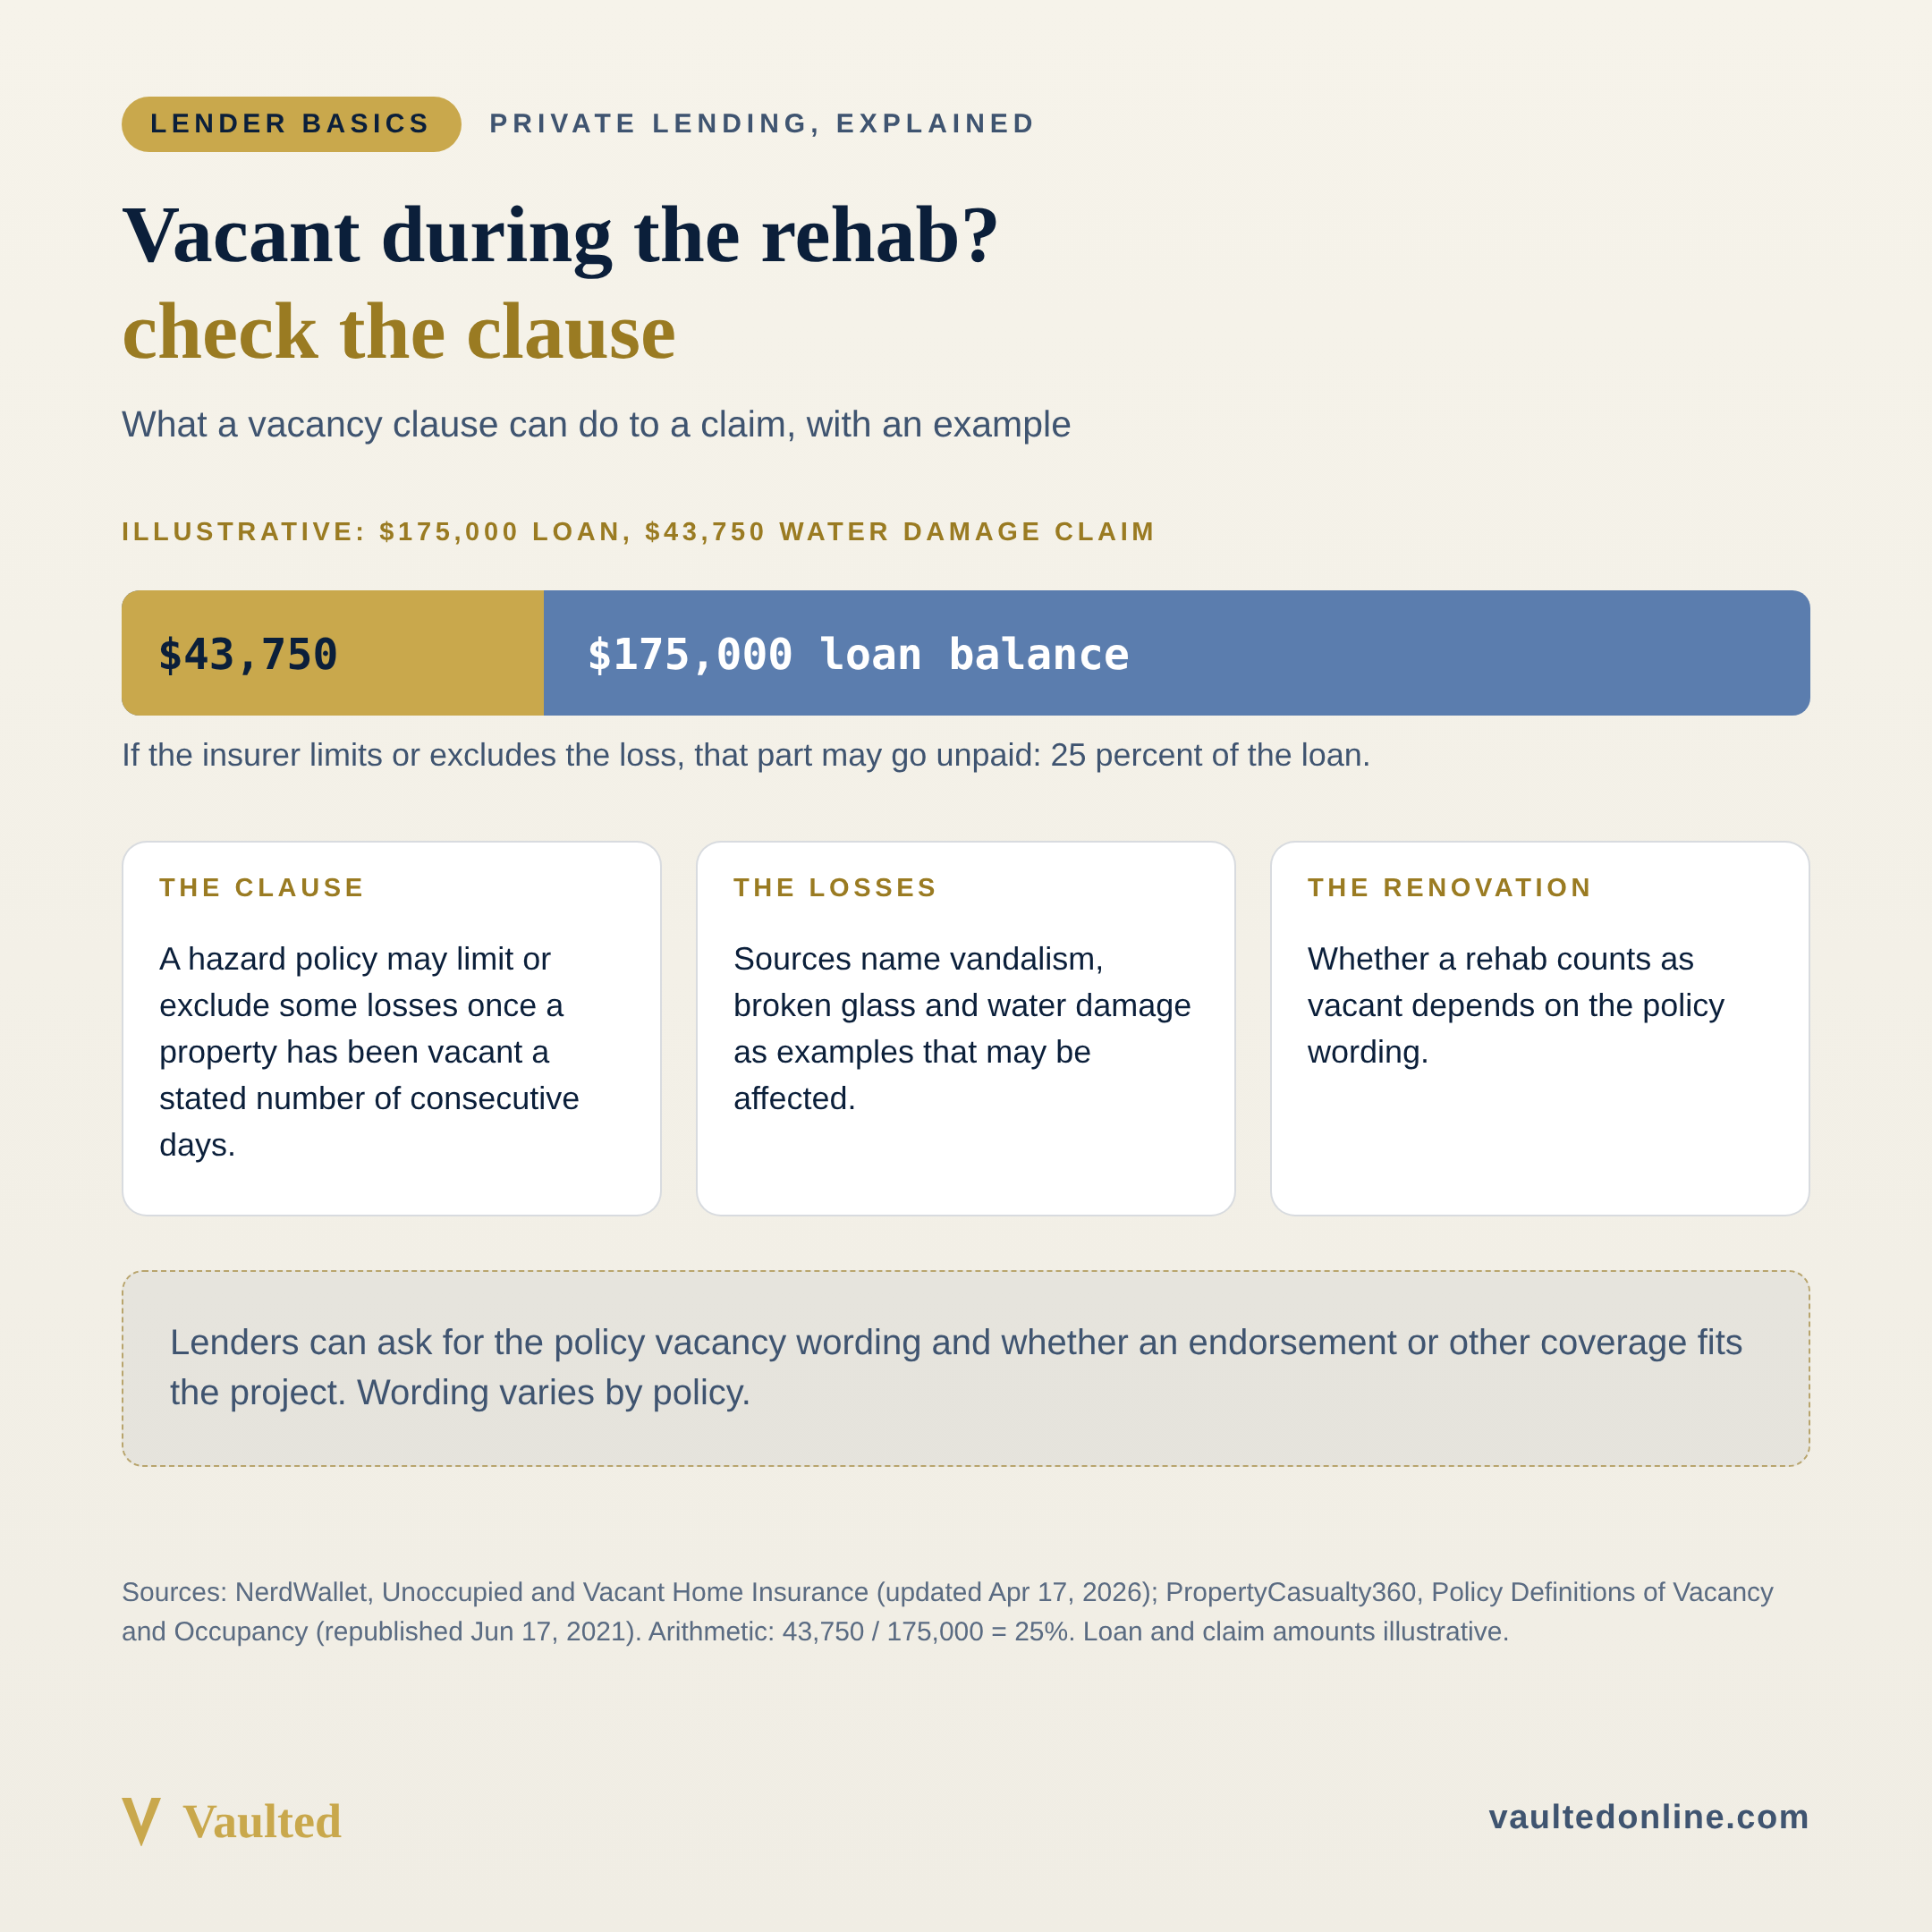 LENDER BASICS PRIVATE LENDING, EXPLAINED
Vacant during the rehab?
check the clause
What a vacancy clause can do to a claim, with an example
ILLUSTRATIVE: $175,000 LOAN, $43,750 WATER DAMAGE CLAIM
$43,750 $175,000 loan balance
If the insurer limits or excludes the loss, that part may go unpaid: 25 percent of the loan.
THE CLAUSE
A hazard policy may limit or
exclude some losses once a
property has been vacant a
stated number of consecutive
days.
THE LOSSES
Sources name vandalism,
broken glass and water damage
as examples that may be
affected.
THE RENOVATION
Whether a rehab counts as
vacant depends on the policy
wording.
Lenders can ask for the policy vacancy wording and whether an endorsement or other coverage fits
the project. Wording varies by policy.
Sources: NerdWallet, Unoccupied and Vacant Home Insurance (updated Apr 17, 2026); PropertyCasualty360, Policy Definitions of Vacancy
and Occupancy (republished Jun 17, 2021). Arithmetic: 43,750 / 175,000 = 25%. Loan and claim amounts illustrative.
Vaulted
vaultedonline.com